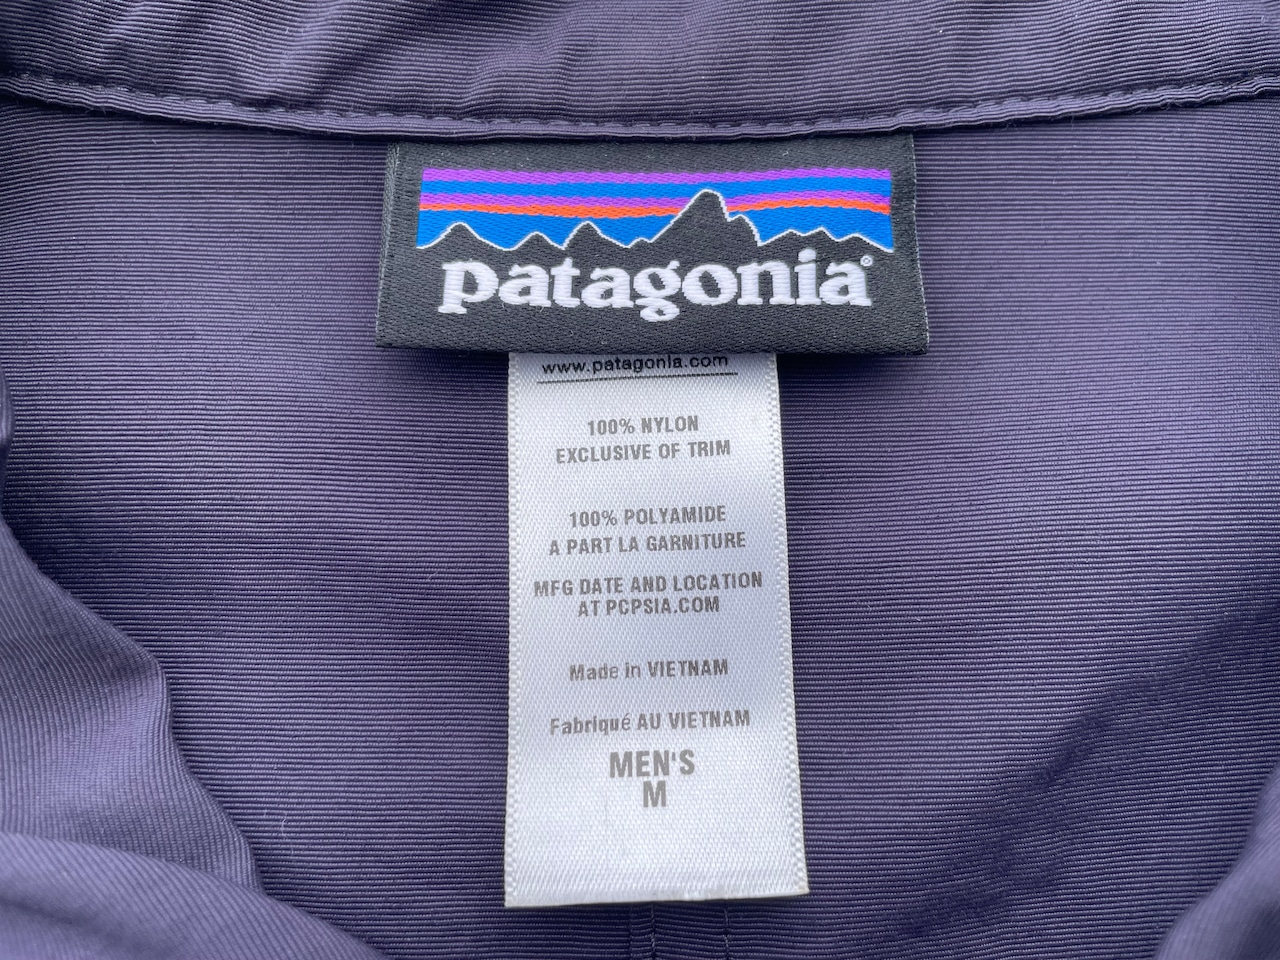 patagonia®
www.patagonia.com
100% NYLON
EXCLUSIVE OF TRIM
100% POLYAMIDE
A PART LA GARNITURE
MFG DATE AND LOCATION
AT PCPSIA.COM
Made in VIETNAM
Fabriqué AU VIETNAM
MEN'S
M